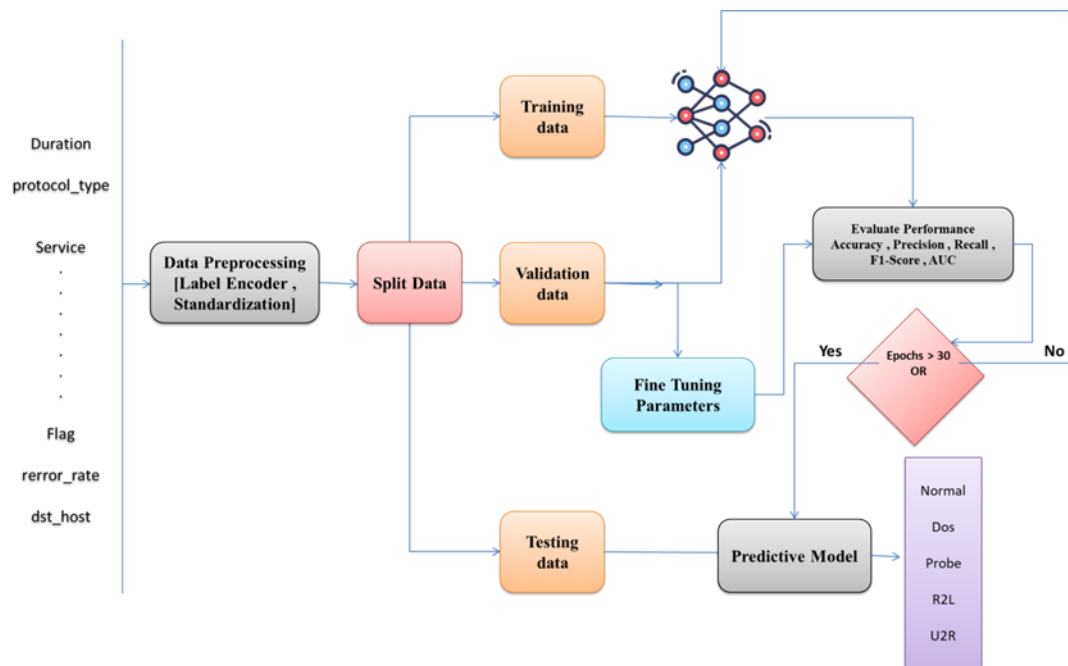 Duration
protocol_type
Service
.
.
.
.
.
.
.
Flag
rerror_rate
dst_host
Data Preprocessing
[Label Encoder ,
Standardization]
Split Data
Training
data
Validation
data
Testing
data
Fine Tuning
Parameters
Evaluate Performance
Accuracy , Precision , Recall ,
F1-Score , AUC
Yes
Epochs > 30
OR
No
Predictive Model
Normal
Dos
Probe
R2L
U2R